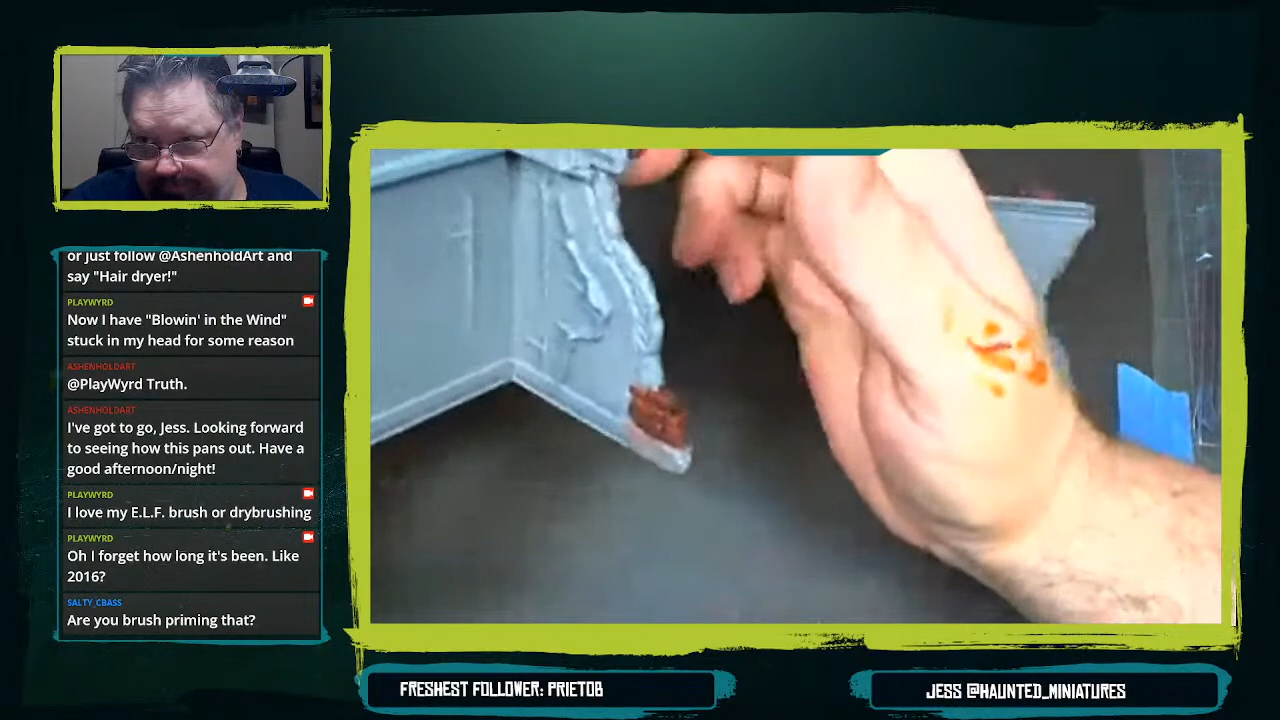 or just follow @AshenholdArt and
say "Hair dryer!"
PLAYWYRD
Now I have "Blowin' in the Wind"
stuck in my head for some reason
ASHENHOLDART
@PlayWyrd Truth.
ASHENHOLDART
I've got to go, Jess. Looking forward
to seeing how this pans out. Have a
good afternoon/night!
PLAYWYRD
I love my E.L.F. brush or drybrushing
PLAYWYRD
Oh I forget how long it's been. Like
2016?
SALTY_CBASS
Are you brush priming that?
FRESHEST FOLLOWER: PRIETOB
JESS @HAUNTED_MINIATURES